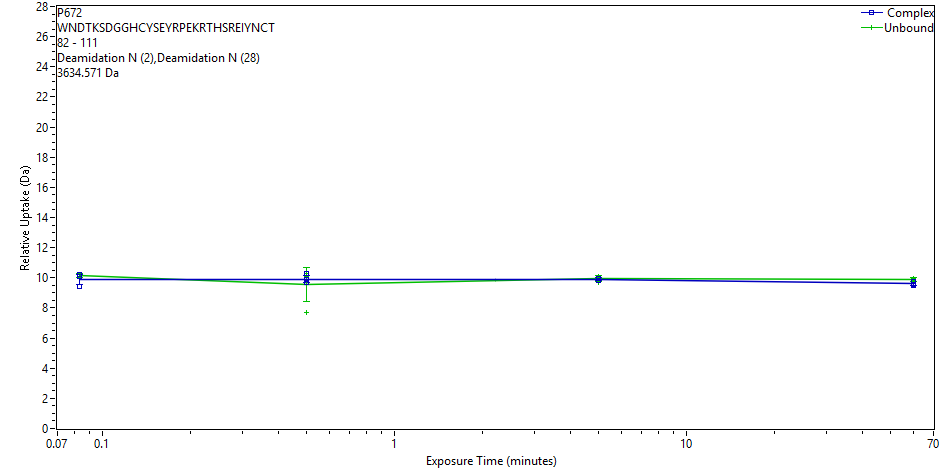 P672
WNDTKSDGGHCYSEYRPEKRTHSREIYNCT
82 - 111
Deamidation N (2),Deamidation N (28)
3634.571 Da
Complex
Unbound
28
26
24
22
20
18
16
14
12
10
8
6
4
2
0
Relative Uptake (Da)
0.07 0.1 1 10 70
Exposure Time (minutes)